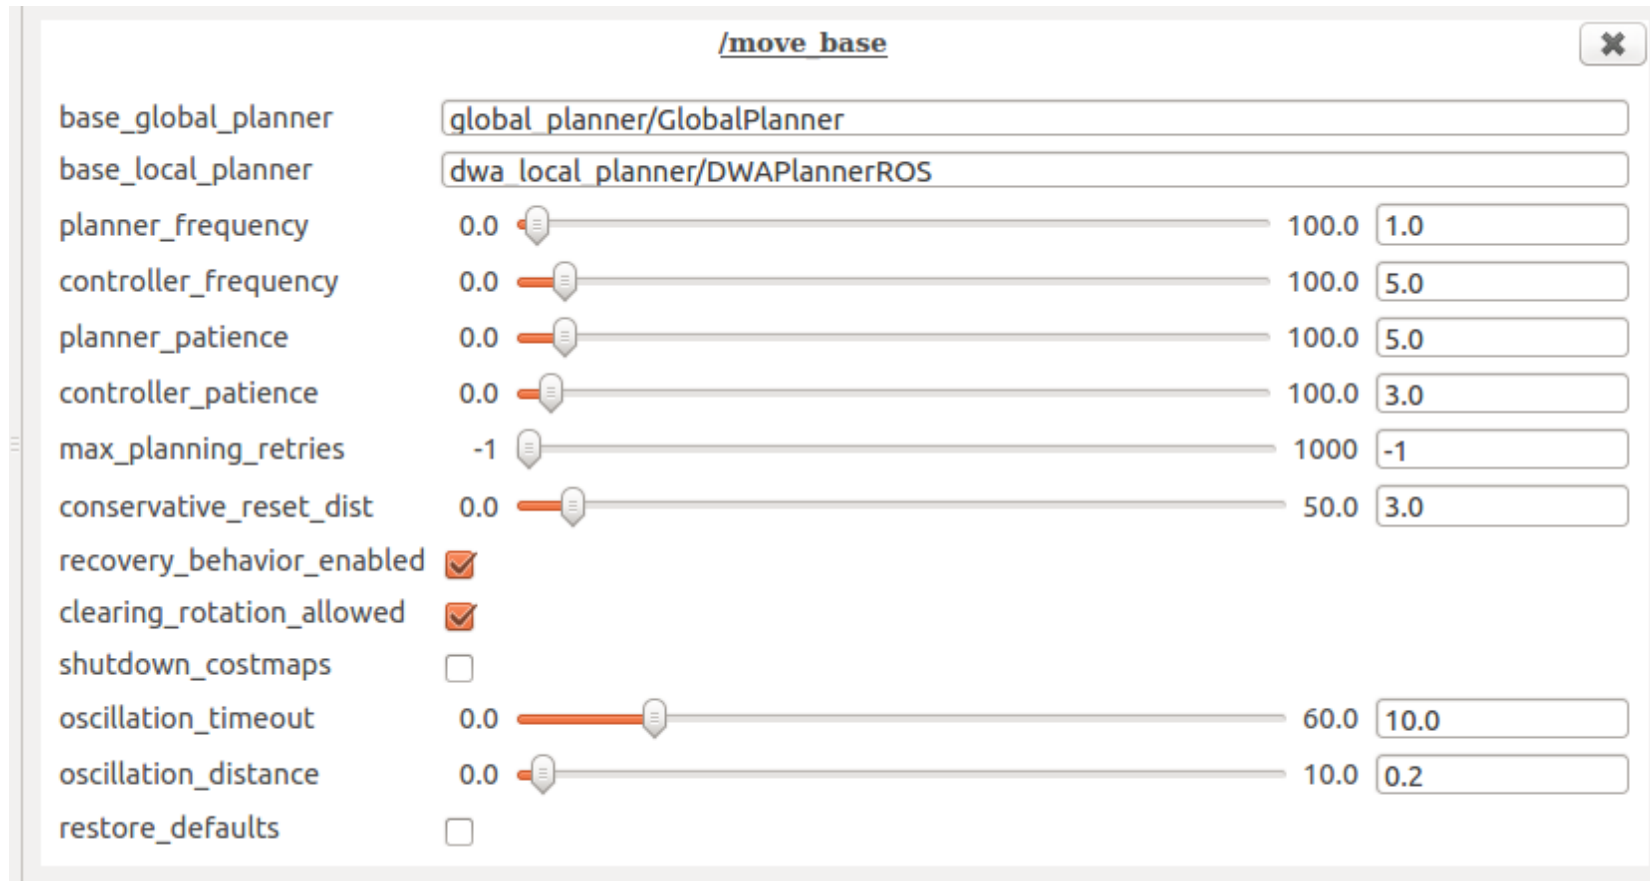 /move_base
base_global_planner global_planner/GlobalPlanner
base_local_planner dwa_local_planner/DWAPlannerROS
planner_frequency 0.0 100.0 1.0
controller_frequency 0.0 100.0 5.0
planner_patience 0.0 100.0 5.0
controller_patience 0.0 100.0 3.0
max_planning_retries -1 1000 -1
conservative_reset_dist 0.0 50.0 3.0
recovery_behavior_enabled
clearing_rotation_allowed
shutdown_costmaps
oscillation_timeout 0.0 60.0 10.0
oscillation_distance 0.0 10.0 0.2
restore_defaults